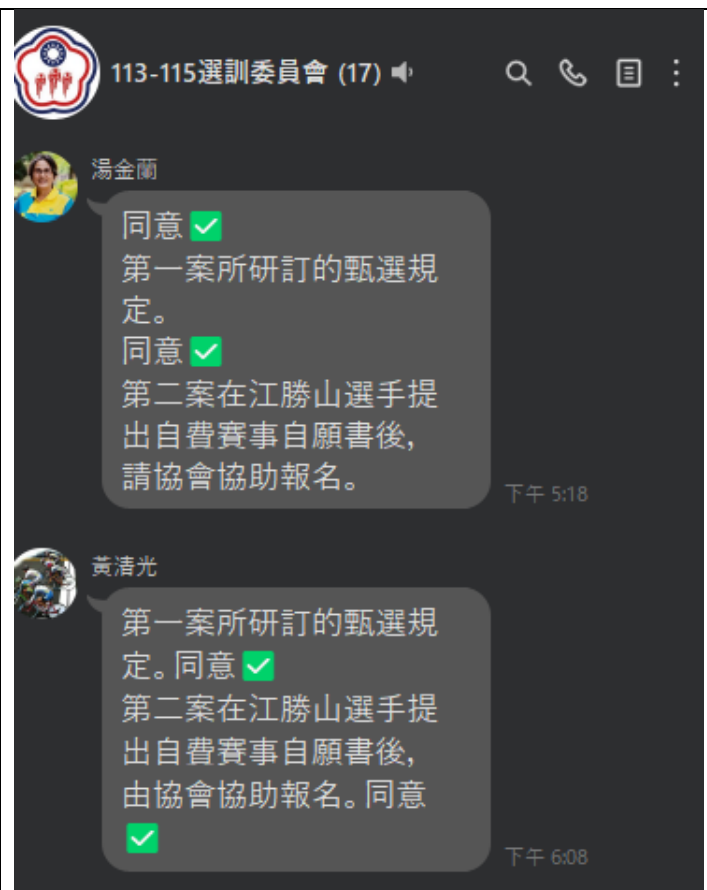 113-115選訓委員會 (17)
湯金蘭
同意✅
第一案所研訂的甄選規
定。
同意✅
第二案在江勝山選手提
出自費賽事自願書後,
請協會協助報名。
下午 5:18
黃清光
第一案所研訂的甄選規
定。同意✅
第二案在江勝山選手提
出自費賽事自願書後,
由協會協助報名。同意
✅
下午 6:08